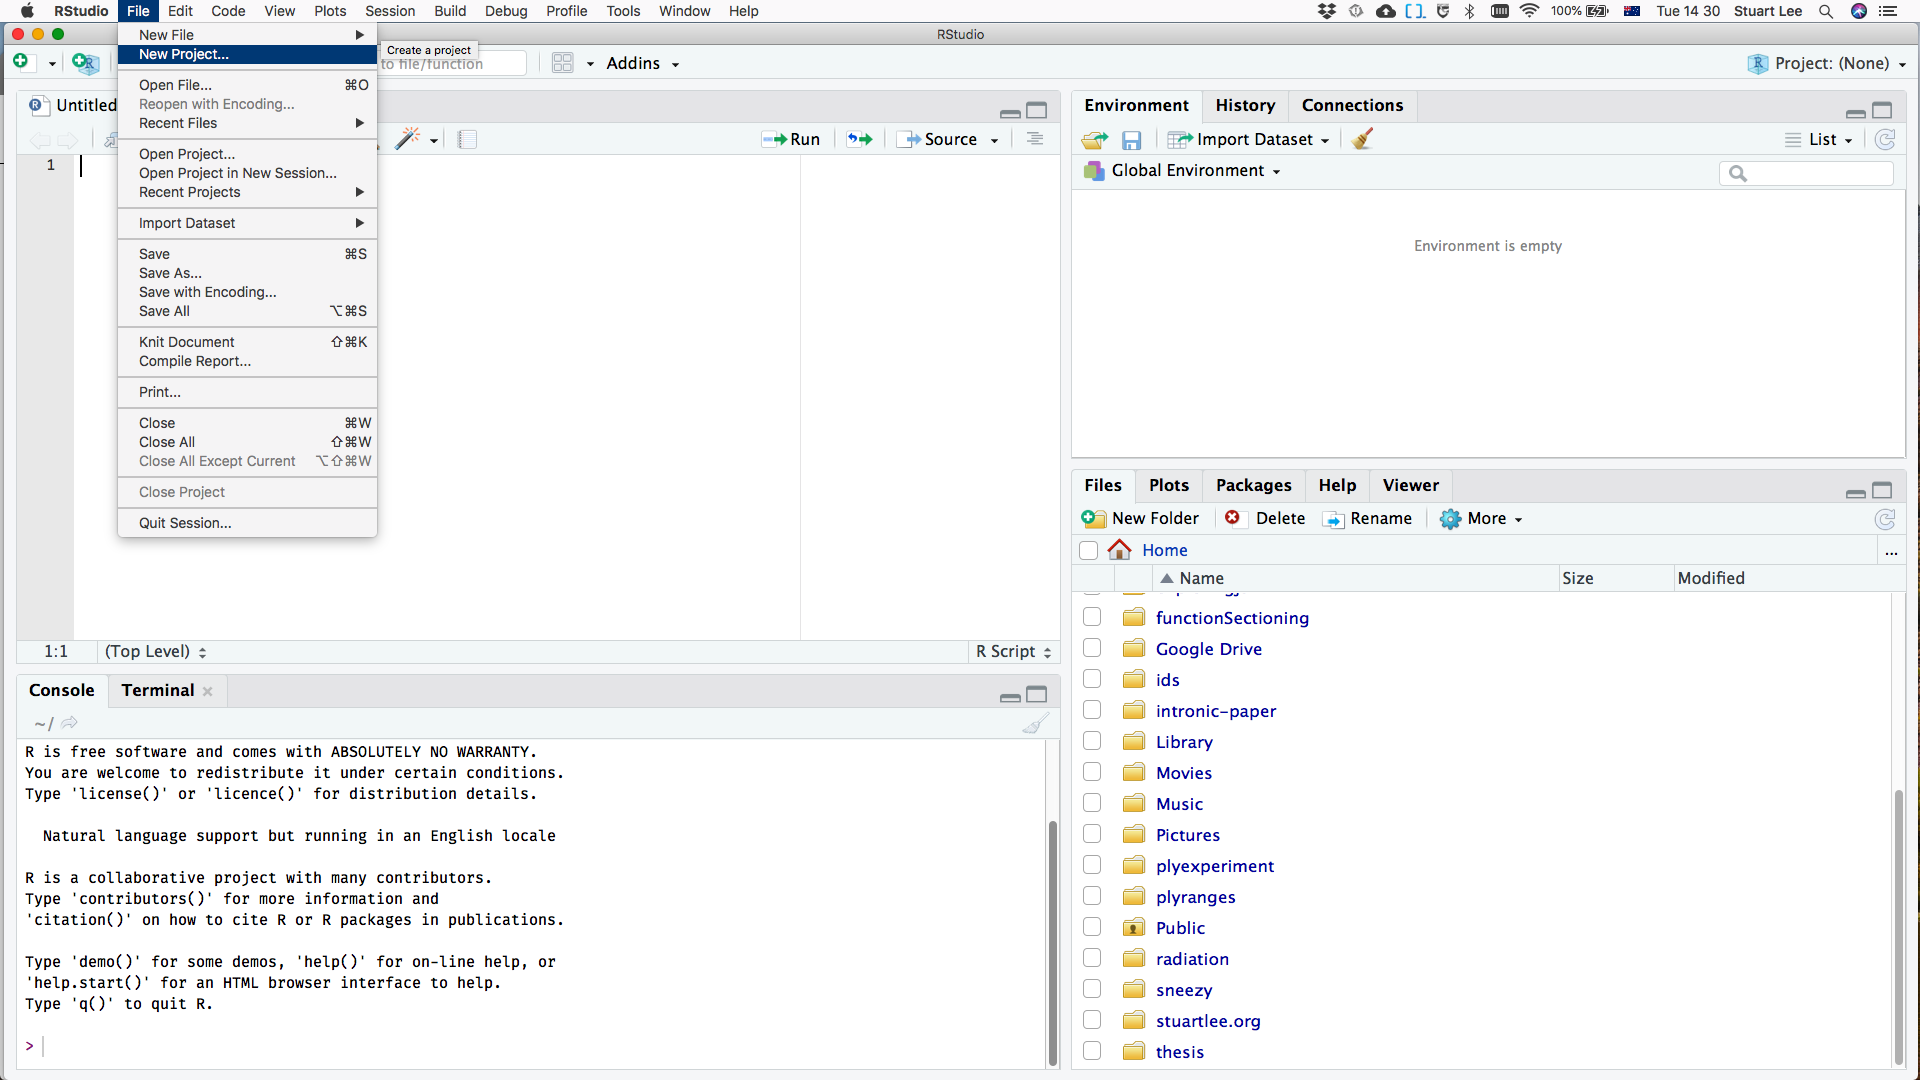 RStudio File Edit Code View Plots Session Build Debug Profile Tools Window Help 100% Tue 14 30 Stuart Lee
RStudio
New File
New Project...
Create a project
to file/function
Addins
Project: (None)
Open File... ⌘O
Reopen with Encoding...
Recent Files
Open Project...
Open Project in New Session...
Recent Projects
Import Dataset
Save ⌘S
Save As...
Save with Encoding...
Save All ⌥⌘S
Knit Document ⇧⌘K
Compile Report...
Print...
Close ⌘W
Close All ⇧⌘W
Close All Except Current ⌥⇧⌘W
Close Project
Quit Session...
Untitled
Run Source
1
1:1 (Top Level) R Script
Console Terminal
~/
R is free software and comes with ABSOLUTELY NO WARRANTY.
You are welcome to redistribute it under certain conditions.
Type 'license()' or 'licence()' for distribution details.
Natural language support but running in an English locale
R is a collaborative project with many contributors.
Type 'contributors()' for more information and
'citation()' on how to cite R or R packages in publications.
Type 'demo()' for some demos, 'help()' for on-line help, or
'help.start()' for an HTML browser interface to help.
Type 'q()' to quit R.
>
Environment History Connections
Import Dataset List
Global Environment
Environment is empty
Files Plots Packages Help Viewer
New Folder Delete Rename More
Home ...
Name Size Modified
functionSectioning
Google Drive
ids
intronic-paper
Library
Movies
Music
Pictures
plyexperiment
plyranges
Public
radiation
sneezy
stuartlee.org
thesis